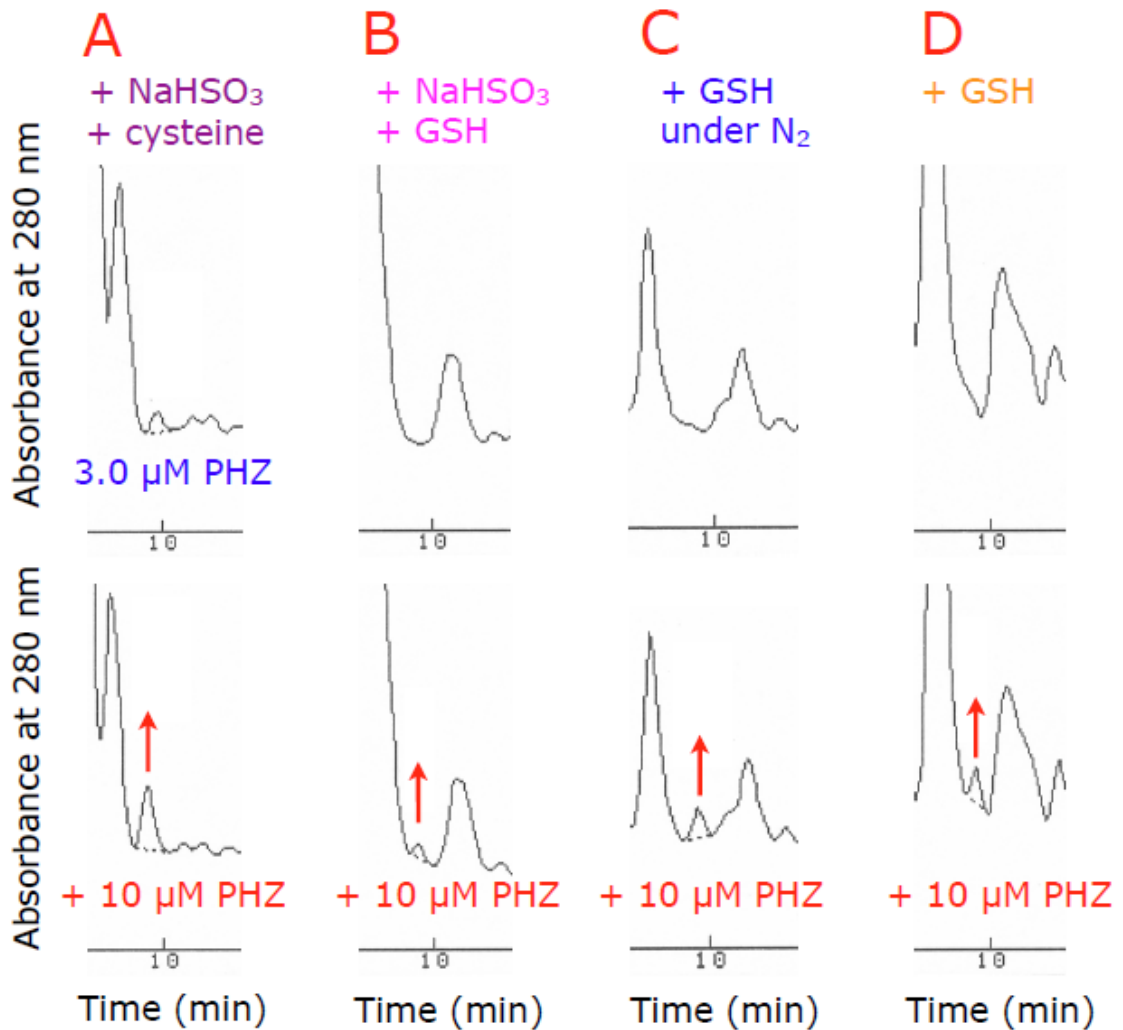 A
B
C
D
+ NaHSO₃
+ cysteine
+ NaHSO₃
+ GSH
+ GSH
under N₂
+ GSH
Absorbance at 280 nm
3.0 µM PHZ
10
10
10
10
Absorbance at 280 nm
+ 10 µM PHZ
+ 10 µM PHZ
+ 10 µM PHZ
+ 10 µM PHZ
10
10
10
10
Time (min)
Time (min)
Time (min)
Time (min)